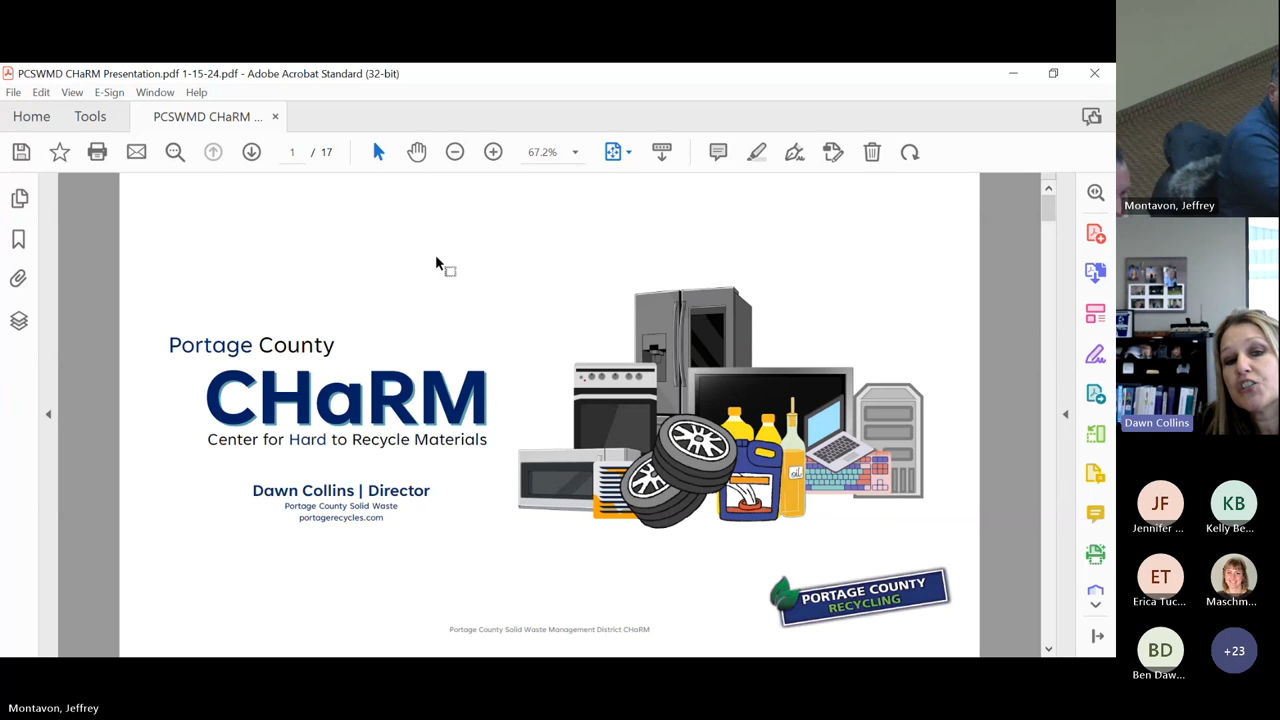 PCSWMD CHaRM Presentation.pdf 1-15-24.pdf - Adobe Acrobat Standard (32-bit)
File Edit View E-Sign Window Help
Home Tools PCSWMD CHaRM ...
1 / 17 67.2%
Portage County
CHaRM
Center for Hard to Recycle Materials
Dawn Collins | Director
Portage County Solid Waste
portagerecycles.com
oil
PORTAGE COUNTY
RECYCLING
Portage County Solid Waste Management District CHaRM
Montavon, Jeffrey
Dawn Collins
JF KB
Jennifer ... Kelly Be...
ET
Erica Tuc... Maschm...
BD +23
Ben Daw...
Montavon, Jeffrey